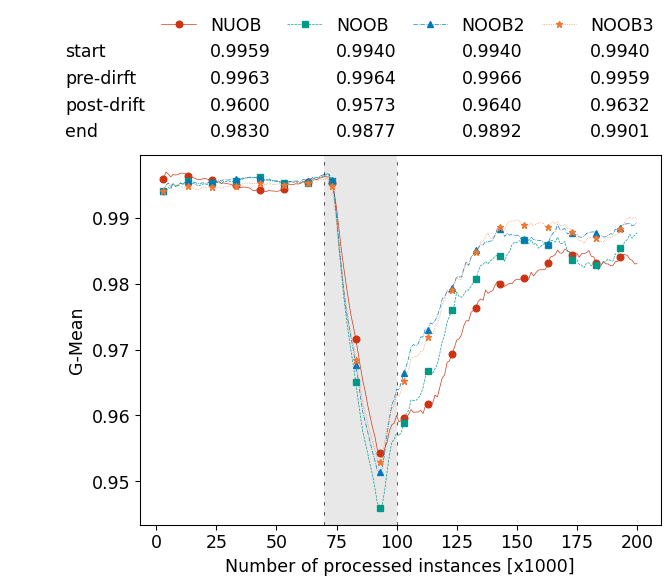 NUOB NOOB NOOB2 NOOB3
start 0.9959 0.9940 0.9940 0.9940
pre-dirft 0.9963 0.9964 0.9966 0.9959
post-drift 0.9600 0.9573 0.9640 0.9632
end 0.9830 0.9877 0.9892 0.9901
0.99
0.98
0.97
0.96
0.95
G-Mean
0 25 50 75 100 125 150 175 200
Number of processed instances [x1000]